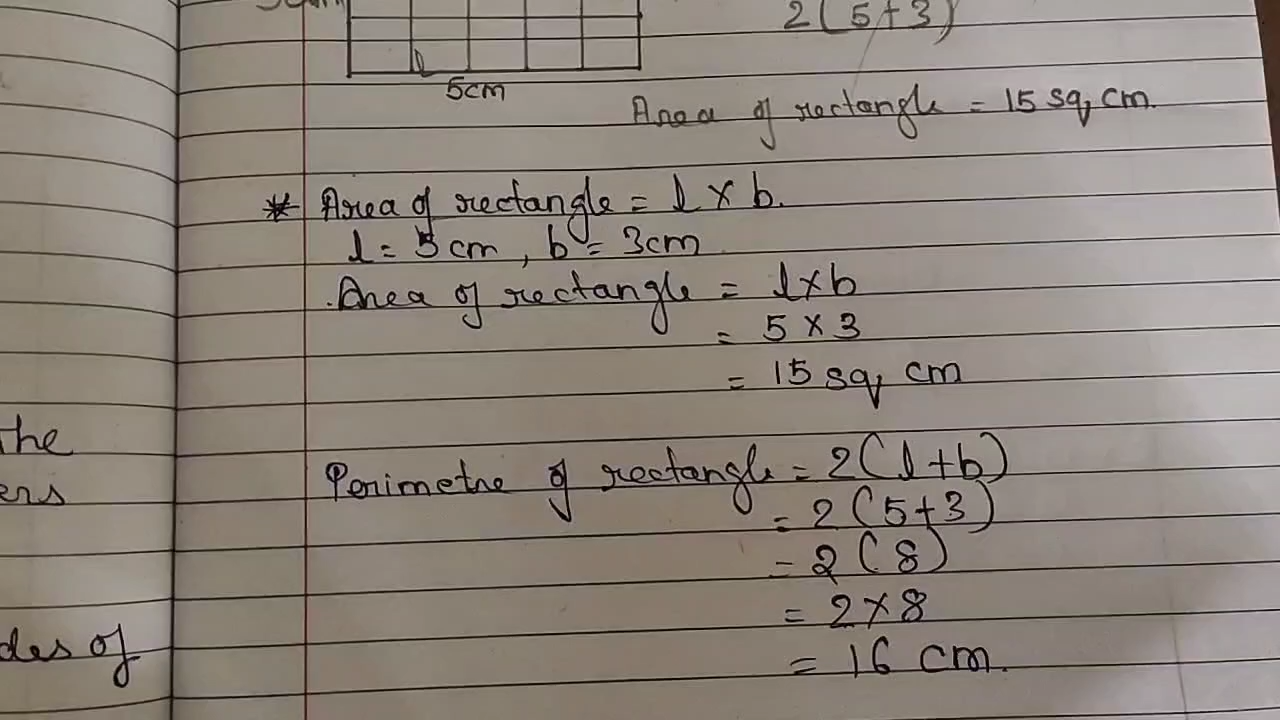 2(5+3)
5cm
Area of rectangle = 15 sq, cm.
* Area of rectangle = l × b.
l = 5 cm, b = 3cm
.Area of rectangle = l×b
= 5 × 3
= 15 sq, cm
Perimetre of rectangle = 2(l+b)
= 2(5+3)
= 2(8)
= 2×8
= 16 cm.
the
ers
des of